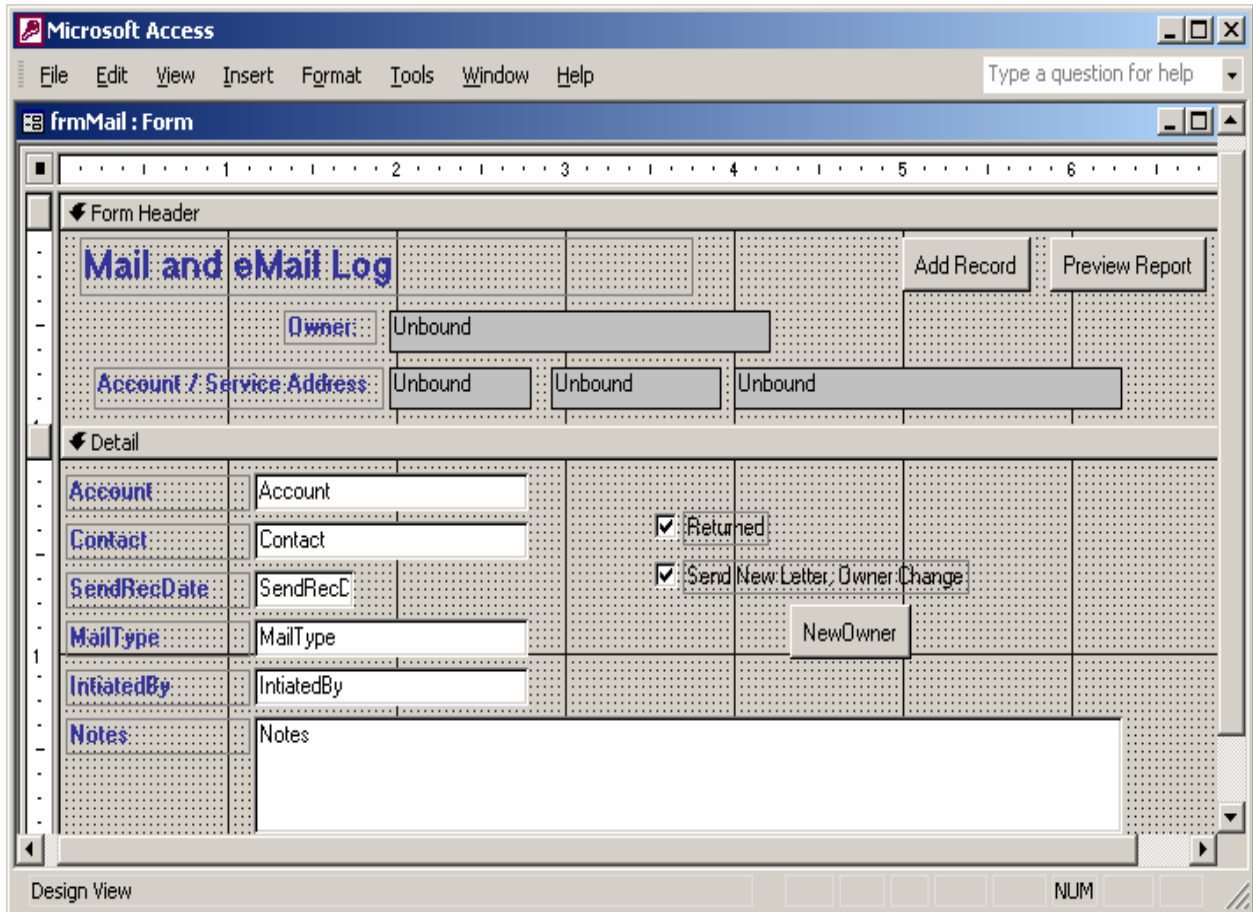 Microsoft Access
File Edit View Insert Format Tools Window Help Type a question for help
frmMail : Form
1 2 3 4 5 6
Form Header
Mail and eMail Log Add Record Preview Report
Owner: Unbound
Account / Service Address Unbound Unbound Unbound
Detail
Account Account
Returned
Contact Contact
SendRecDate SendRecD Send New Letter, Owner Change
MailType MailType NewOwner
1
IntiatedBy IntiatedBy
Notes Notes
Design View NUM